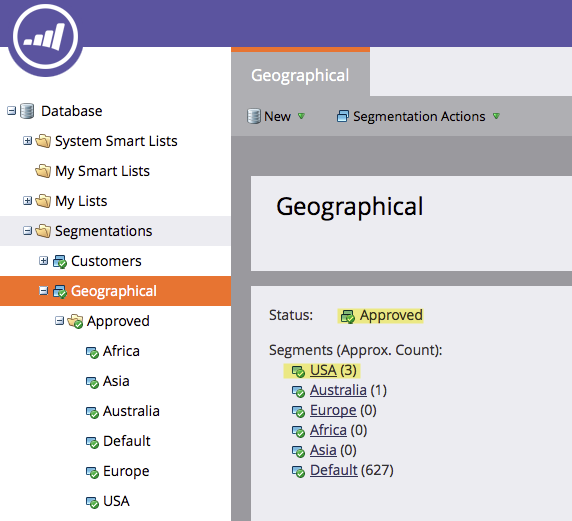 Geographical
New
Segmentation Actions
Database
System Smart Lists
My Smart Lists
My Lists
Segmentations
Customers
Geographical
Approved
Africa
Asia
Australia
Default
Europe
USA
Geographical
Status: Approved
Segments (Approx. Count):
USA (3)
Australia (1)
Europe (0)
Africa (0)
Asia (0)
Default (627)